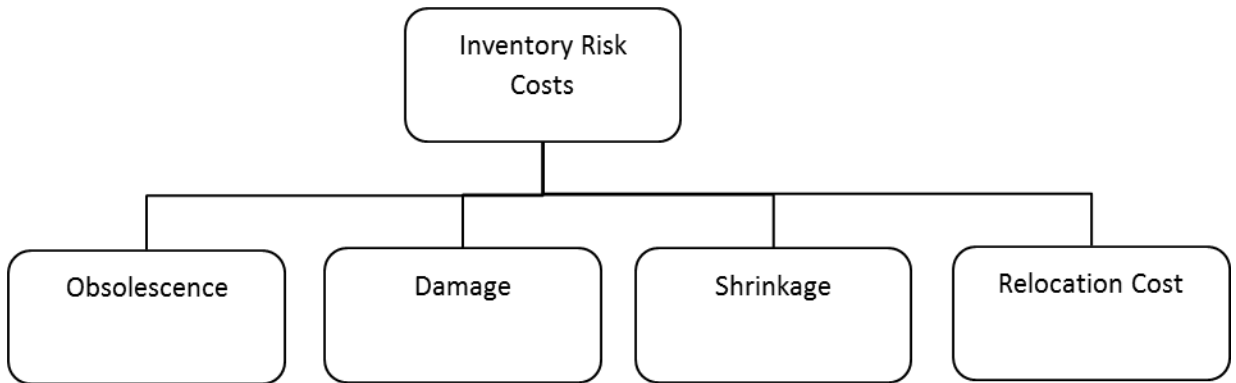 Inventory Risk
Costs
Obsolescence
Damage
Shrinkage
Relocation Cost